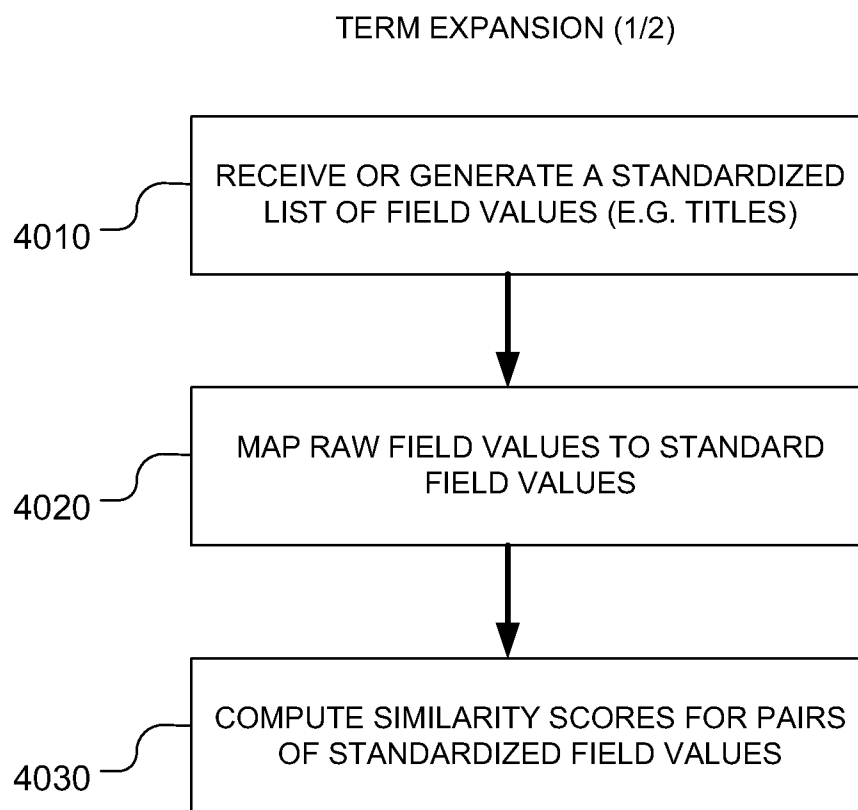 TERM EXPANSION (1/2)
RECEIVE OR GENERATE A STANDARDIZED
LIST OF FIELD VALUES (E.G. TITLES)
4010
MAP RAW FIELD VALUES TO STANDARD
FIELD VALUES
4020
COMPUTE SIMILARITY SCORES FOR PAIRS
OF STANDARDIZED FIELD VALUES
4030